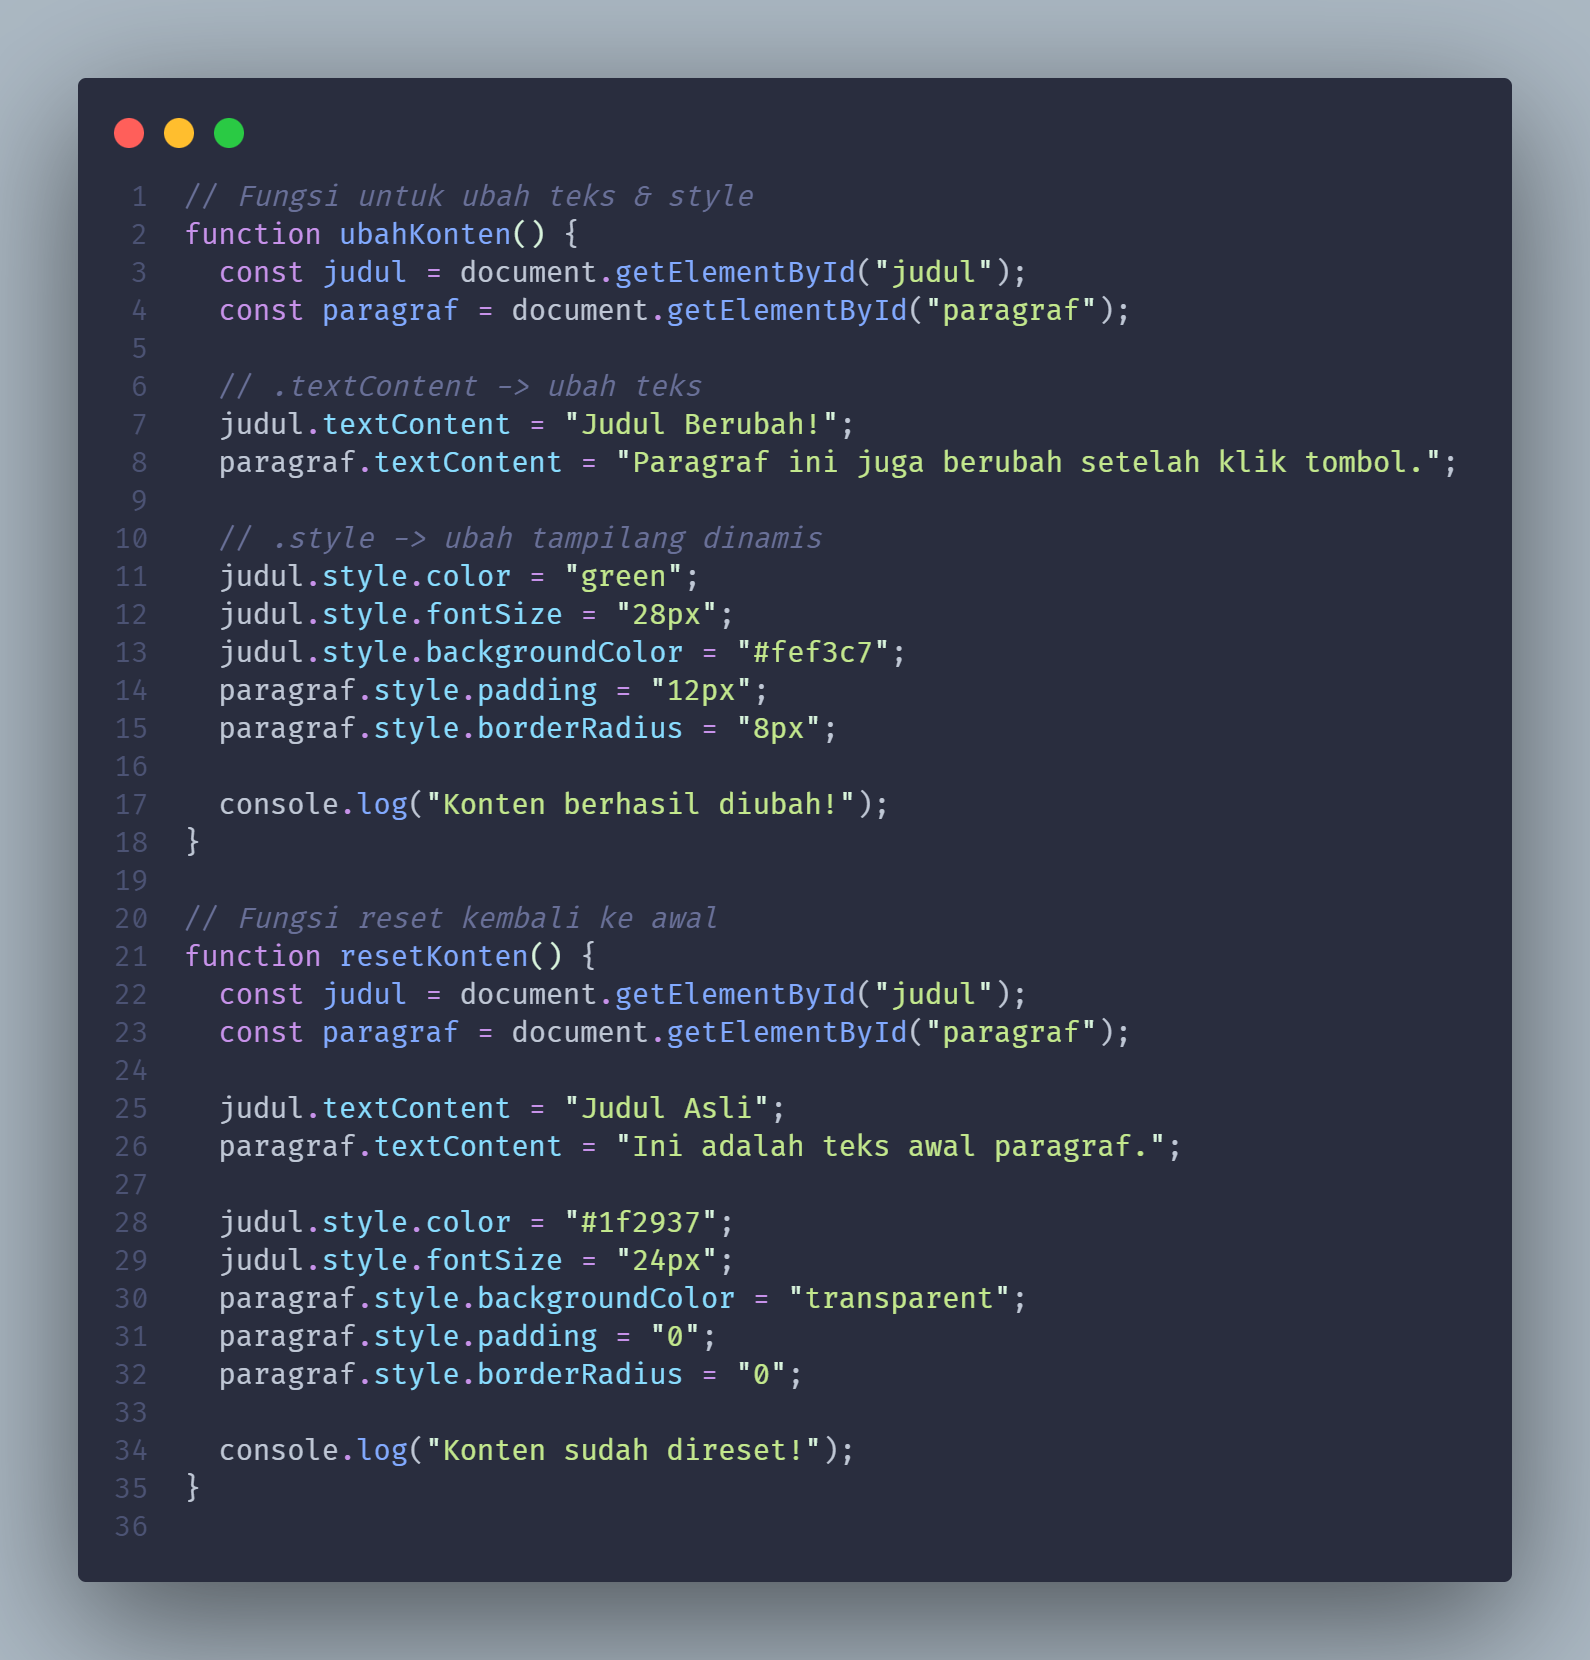 1 // Fungsi untuk ubah teks & style
2 function ubahKonten() {
3   const judul = document.getElementById("judul");
4   const paragraf = document.getElementById("paragraf");
5
6   // .textContent -> ubah teks
7   judul.textContent = "Judul Berubah!";
8   paragraf.textContent = "Paragraf ini juga berubah setelah klik tombol.";
9
10   // .style -> ubah tampilang dinamis
11   judul.style.color = "green";
12   judul.style.fontSize = "28px";
13   judul.style.backgroundColor = "#fef3c7";
14   paragraf.style.padding = "12px";
15   paragraf.style.borderRadius = "8px";
16
17   console.log("Konten berhasil diubah!");
18 }
19
20 // Fungsi reset kembali ke awal
21 function resetKonten() {
22   const judul = document.getElementById("judul");
23   const paragraf = document.getElementById("paragraf");
24
25   judul.textContent = "Judul Asli";
26   paragraf.textContent = "Ini adalah teks awal paragraf.";
27
28   judul.style.color = "#1f2937";
29   judul.style.fontSize = "24px";
30   paragraf.style.backgroundColor = "transparent";
31   paragraf.style.padding = "0";
32   paragraf.style.borderRadius = "0";
33
34   console.log("Konten sudah direset!");
35 }
36